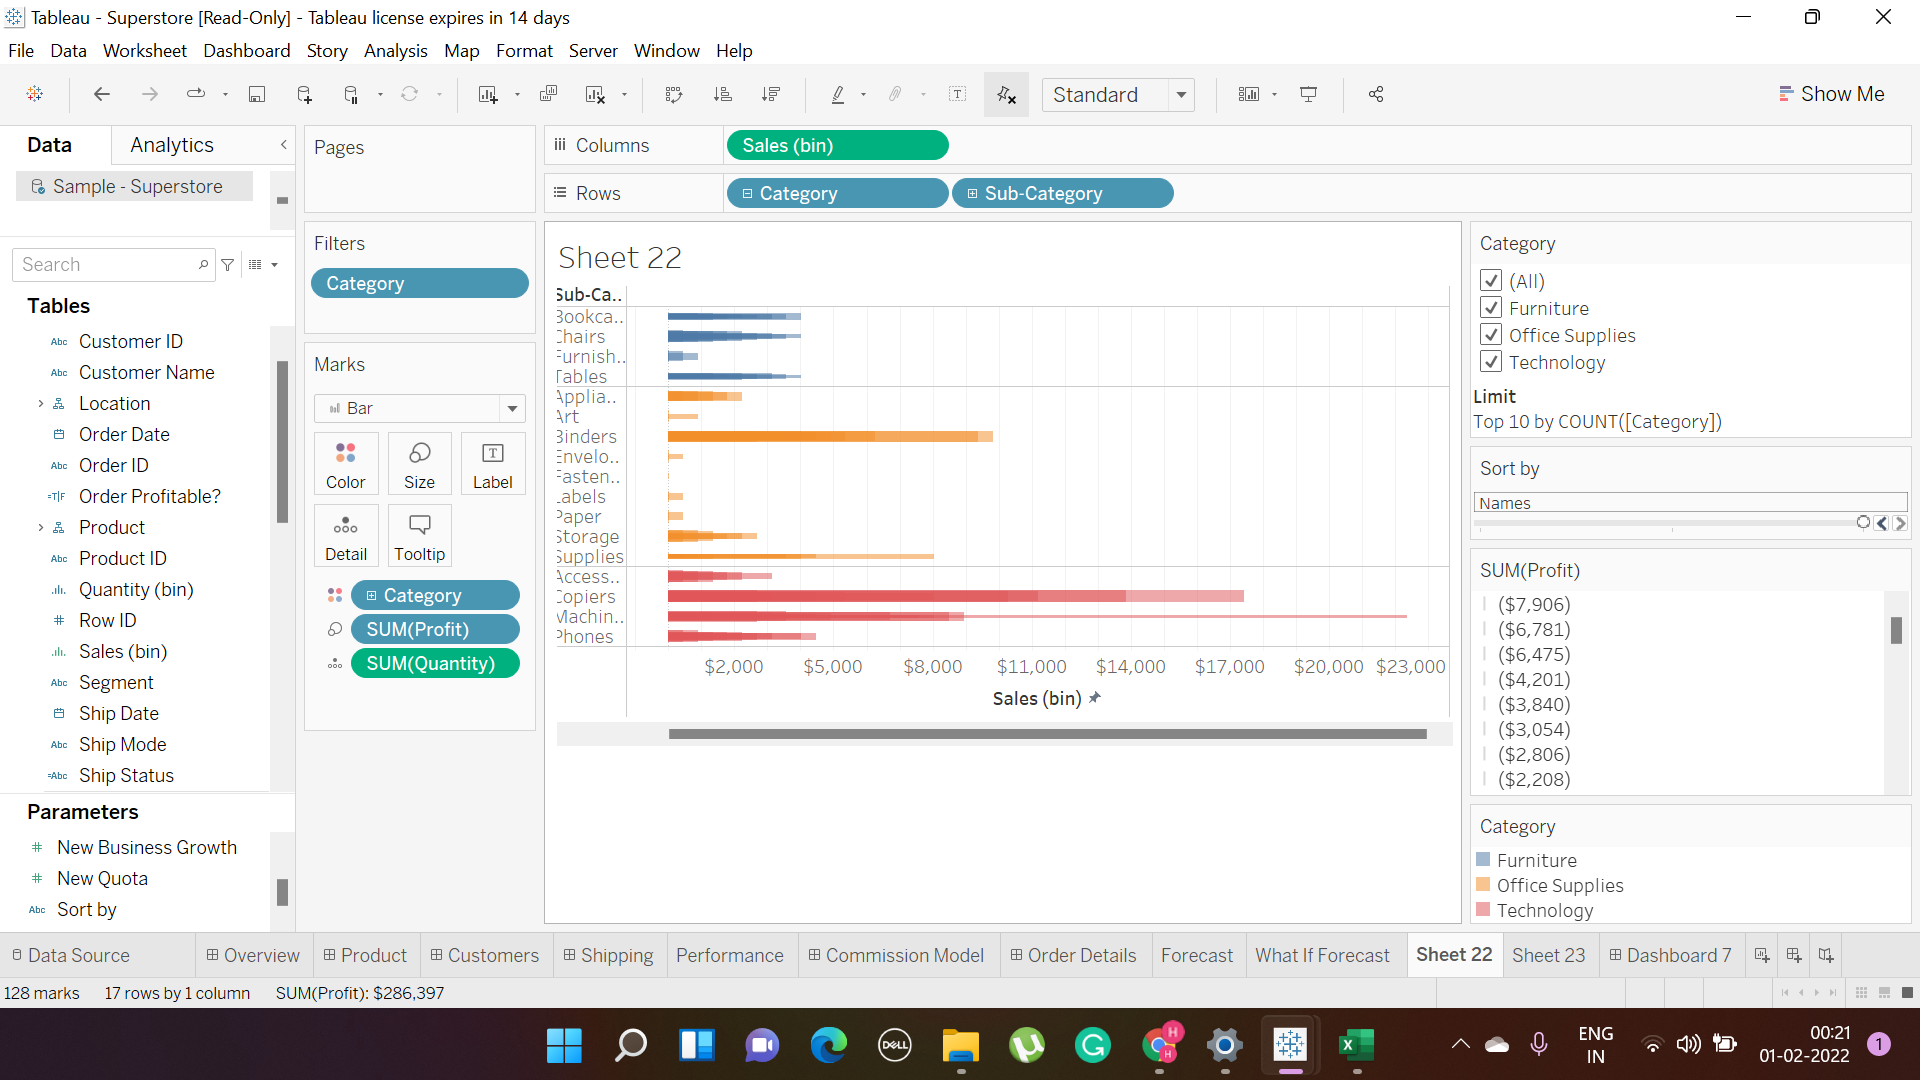 Tableau - Superstore [Read-Only] - Tableau license expires in 14 days
File Data Worksheet Dashboard Story Analysis Map Format Server Window Help
Standard
Show Me
Data Analytics
Sample - Superstore
Search
Tables
Abc Customer ID
Abc Customer Name
Location
Order Date
Abc Order ID
=T|F Order Profitable?
Product
Abc Product ID
Quantity (bin)
# Row ID
Sales (bin)
Abc Segment
Ship Date
Abc Ship Mode
=Abc Ship Status
Parameters
# New Business Growth
# New Quota
Abc Sort by
Pages
Filters
Category
Marks
Bar
Color Size Label
Detail Tooltip
Category
SUM(Profit)
SUM(Quantity)
Columns Sales (bin)
Rows Category Sub-Category
Sheet 22
Sub-Ca..
Bookca..
Chairs
Furnish..
Tables
Applia..
Art
Binders
Envelo..
Fasten..
Labels
Paper
Storage
Supplies
Access..
Copiers
Machin..
Phones
$2,000 $5,000 $8,000 $11,000 $14,000 $17,000 $20,000 $23,000
Sales (bin)
Category
(All)
Furniture
Office Supplies
Technology
Limit
Top 10 by COUNT([Category])
Sort by
Names
SUM(Profit)
($7,906)
($6,781)
($6,475)
($4,201)
($3,840)
($3,054)
($2,806)
($2,208)
Category
Furniture
Office Supplies
Technology
Data Source Overview Product Customers Shipping Performance Commission Model Order Details Forecast What If Forecast Sheet 22 Sheet 23 Dashboard 7
128 marks 17 rows by 1 column SUM(Profit): $286,397
DELL
H
H
ENG
IN
00:21
01-02-2022
1